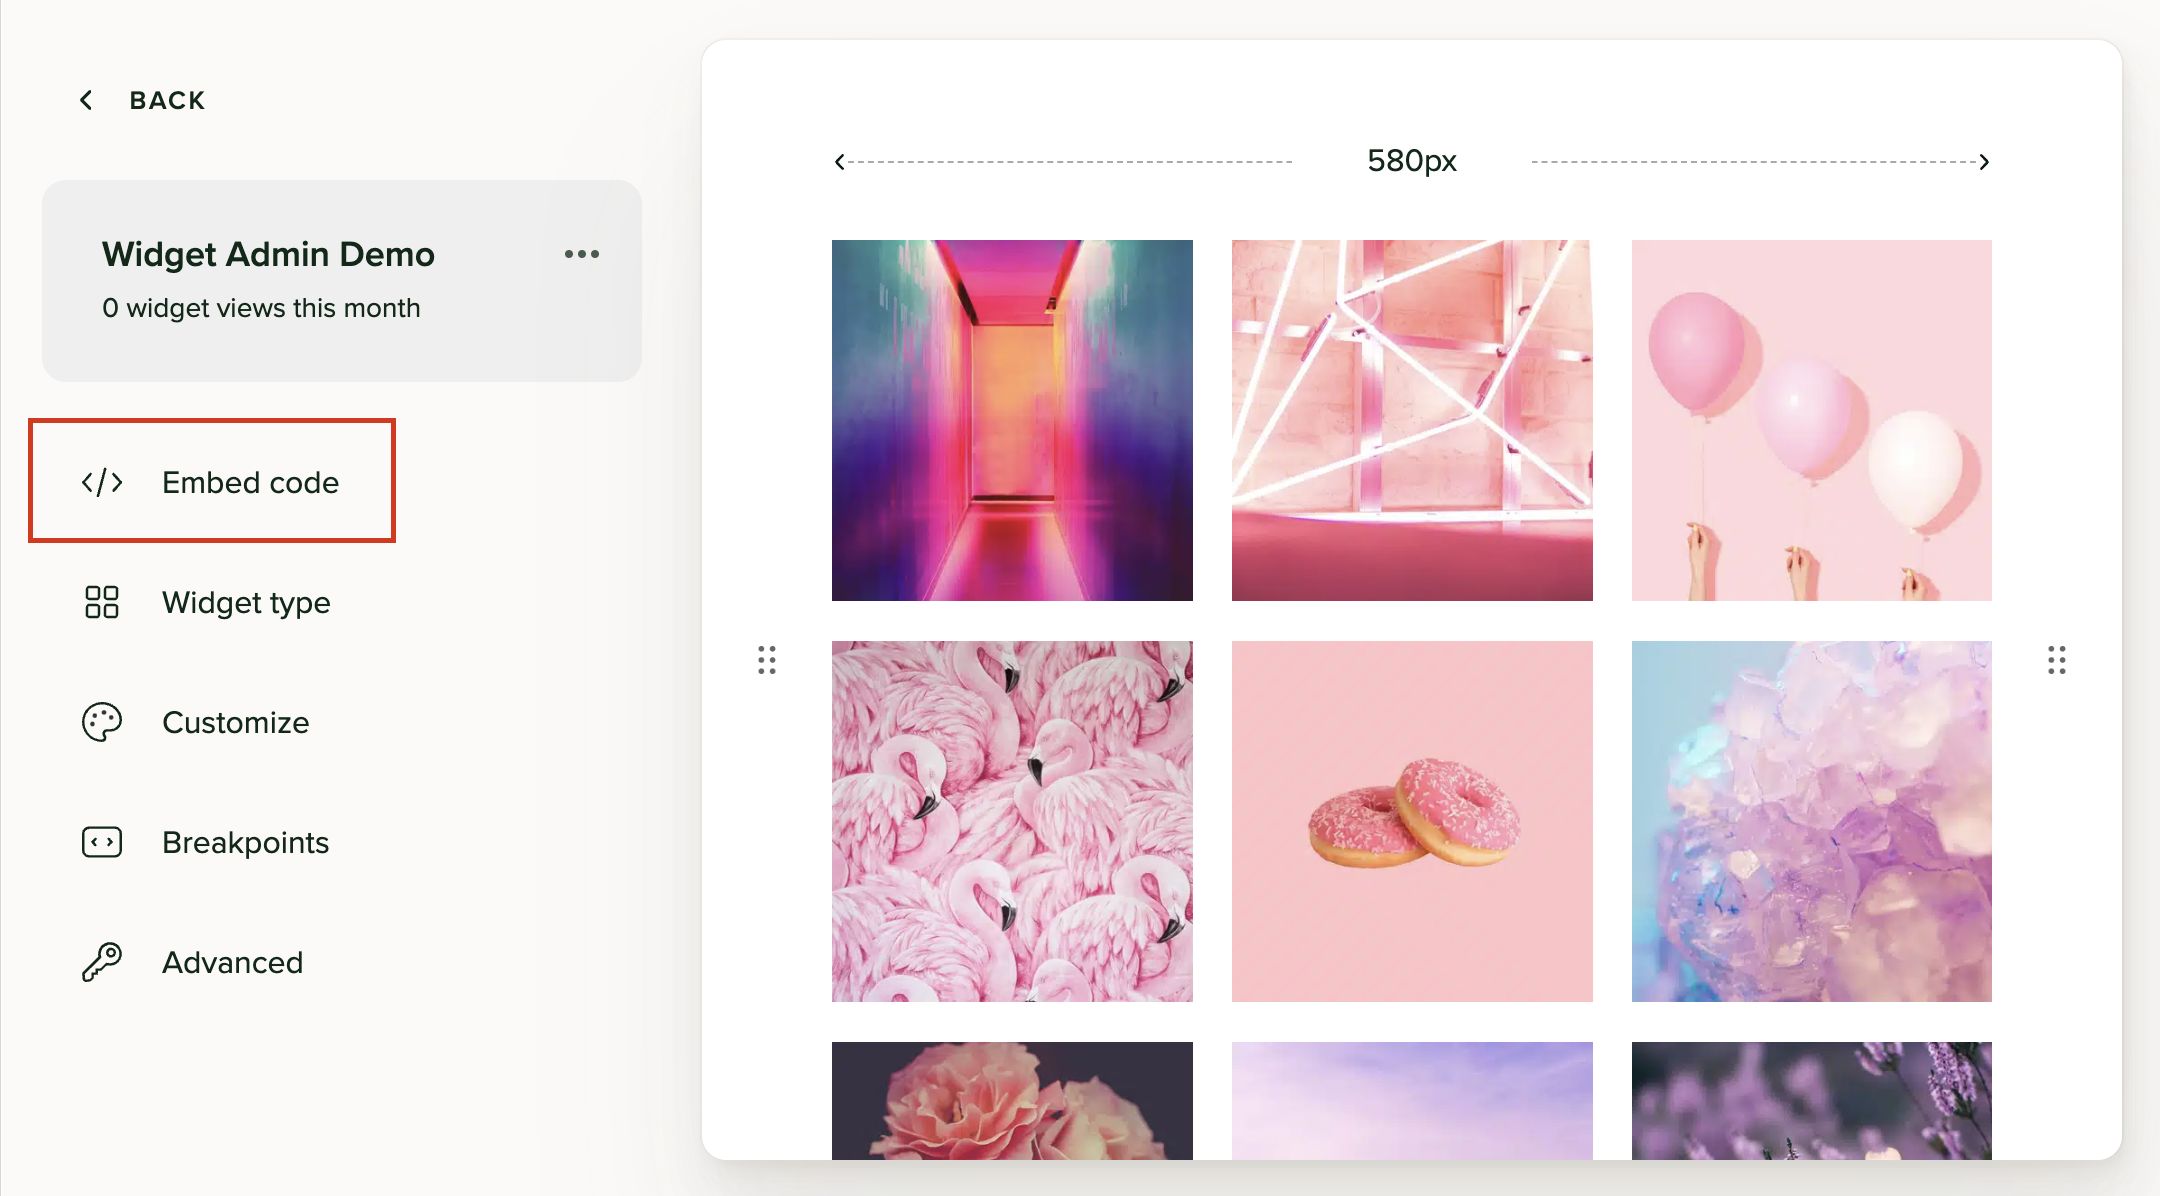 BACK
Widget Admin Demo
0 widget views this month
Embed code
Widget type
Customize
Breakpoints
Advanced
580px